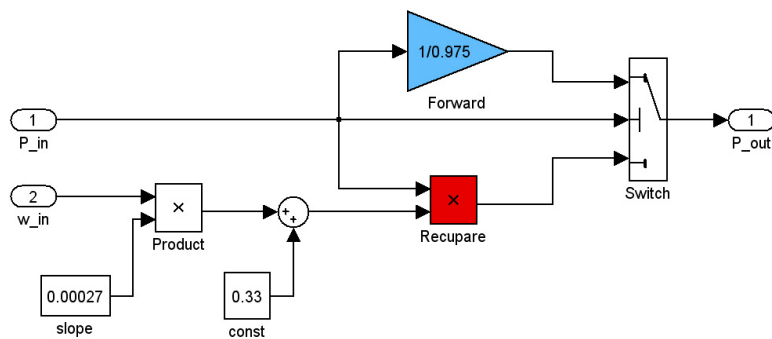 1/0.975
Forward
1
P_in
1
P_out
Switch
2
w_in
×
Product
+
+
×
Recupare
0.00027
slope
0.33
const